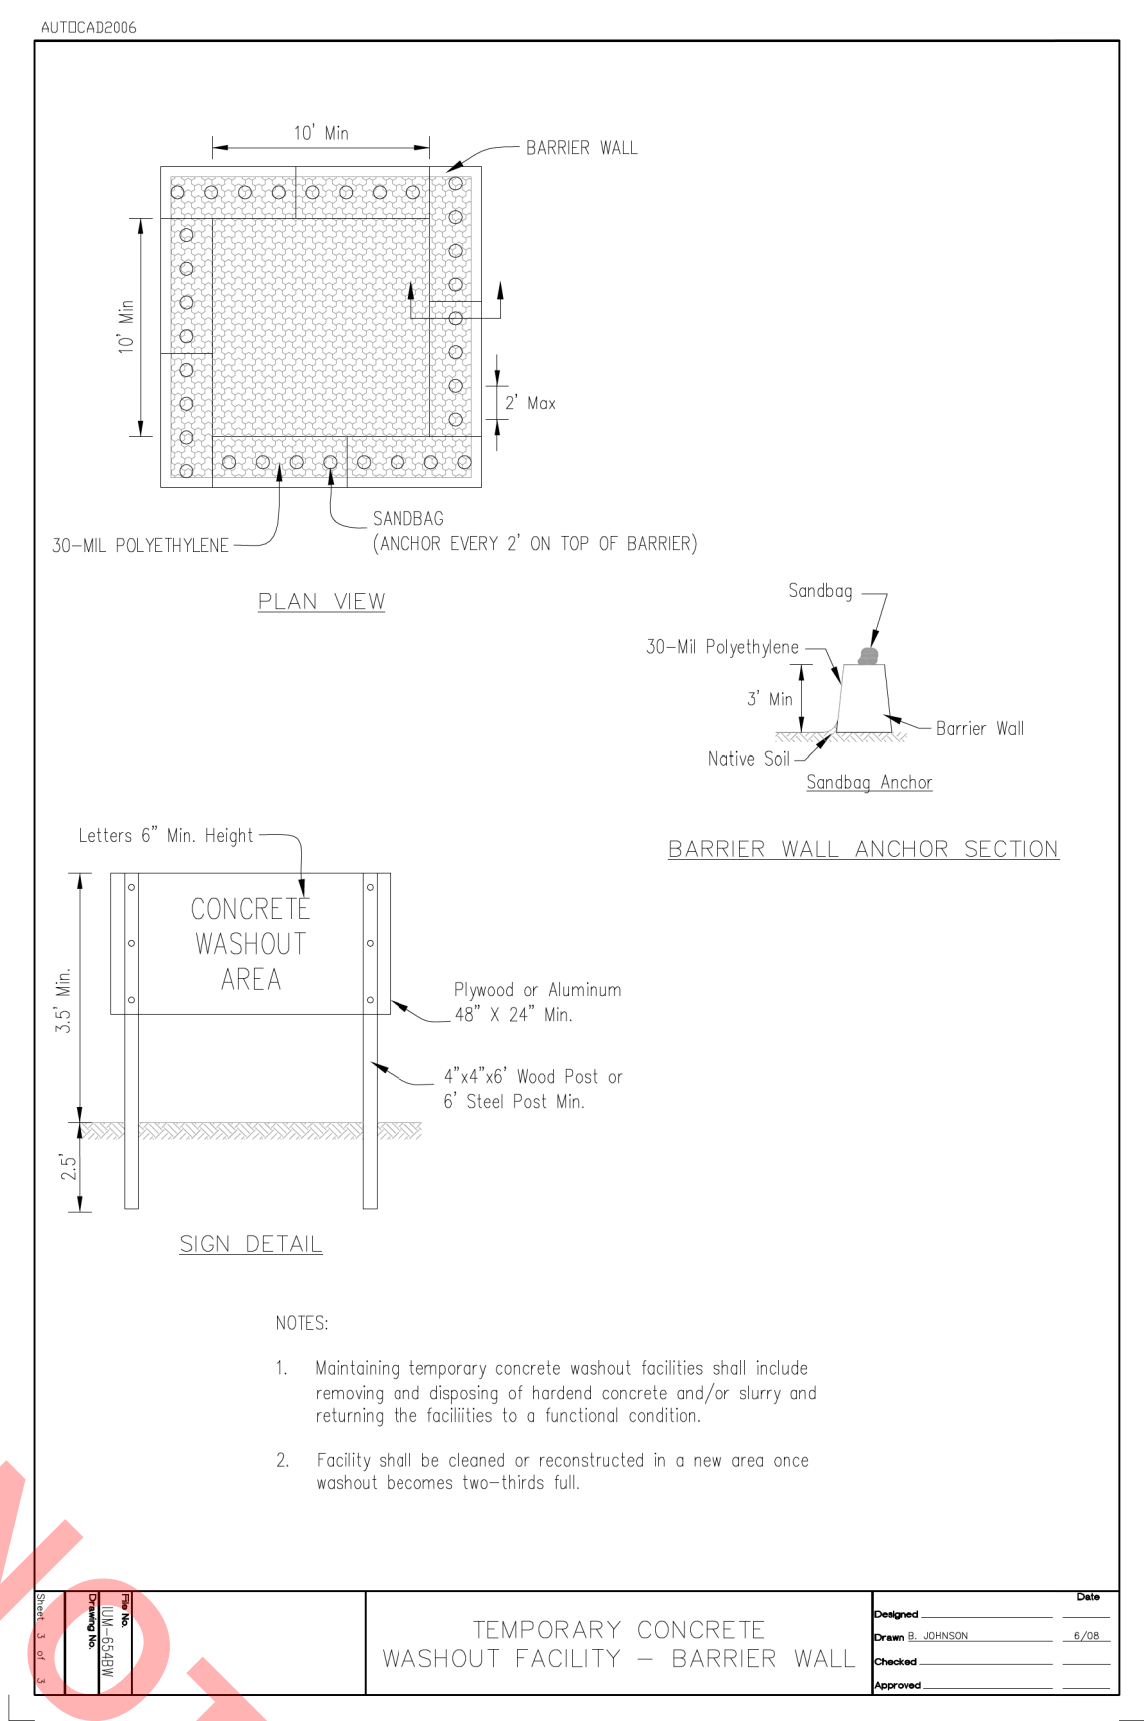 AUTOCAD2006
10' Min
BARRIER WALL
10' Min
2' Max
SANDBAG
(ANCHOR EVERY 2' ON TOP OF BARRIER)
30-MIL POLYETHYLENE
PLAN VIEW
Sandbag
30-Mil Polyethylene
3' Min
Barrier Wall
Native Soil
Sandbag Anchor
BARRIER WALL ANCHOR SECTION
Letters 6" Min. Height
CONCRETE
WASHOUT
AREA
3.5' Min.
Plywood or Aluminum
48" X 24" Min.
4"x4"x6' Wood Post or
6' Steel Post Min.
2.5'
SIGN DETAIL
NOTES:
1. Maintaining temporary concrete washout facilities shall include
removing and disposing of hardend concrete and/or slurry and
returning the faciliities to a functional condition.
2. Facility shall be cleaned or reconstructed in a new area once
washout becomes two-thirds full.
Sheet 3 of 3
Drawing No.
IUM-654BW
File No.
TEMPORARY CONCRETE
WASHOUT FACILITY - BARRIER WALL
Date
Designed
Drawn B. JOHNSON 6/08
Checked
Approved
NOT